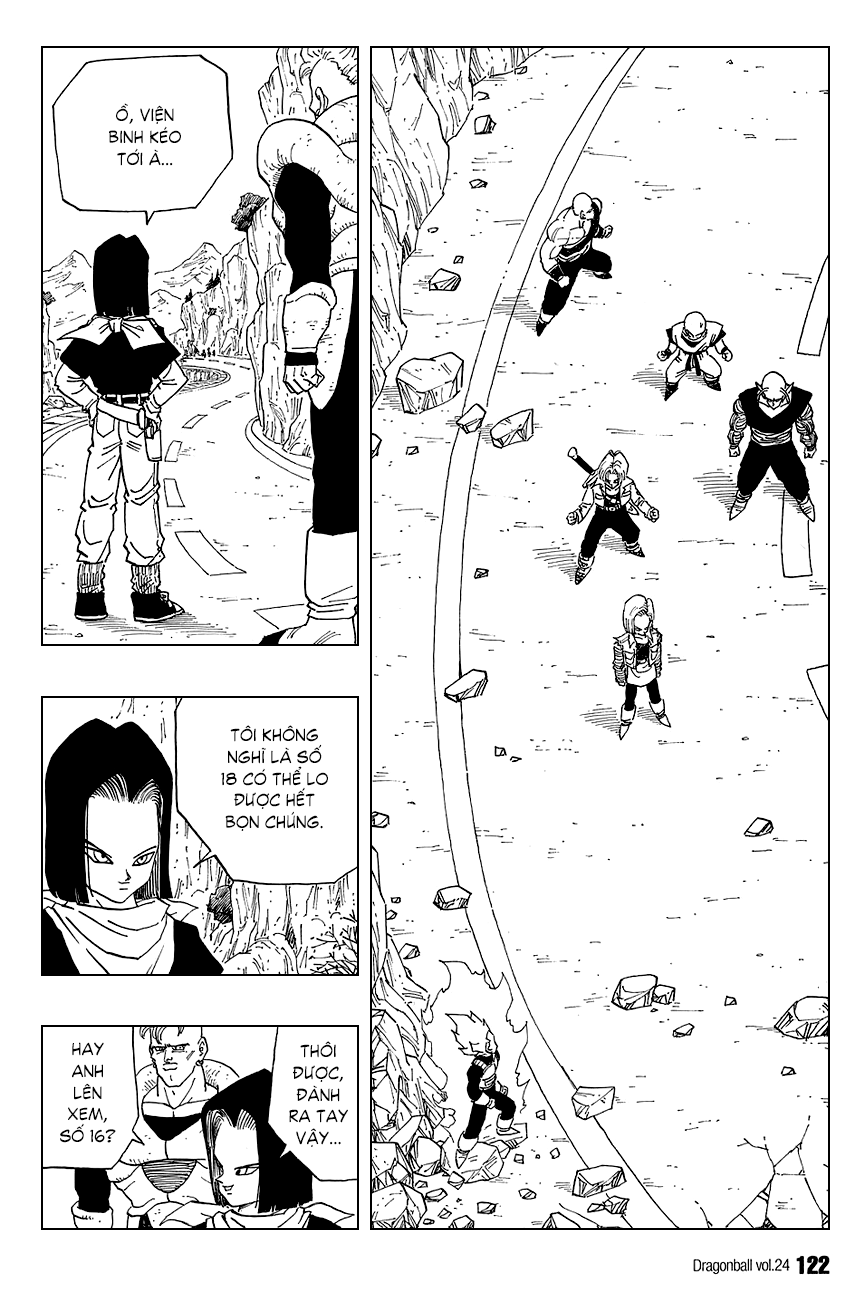 Ồ, VIỆN
BINH KÉO
TỚI À...
TÔI KHÔNG
NGHỈ LÀ SỐ
18 CÓ THỂ LO
ĐƯỢC HẾT
BỌN CHÚNG.
THÔI
ĐƯỢC,
ĐÀNH
RA TAY
VẬY...
HAY
ANH
LÊN
XEM,
SỐ 16?
Dragonball vol.24 122